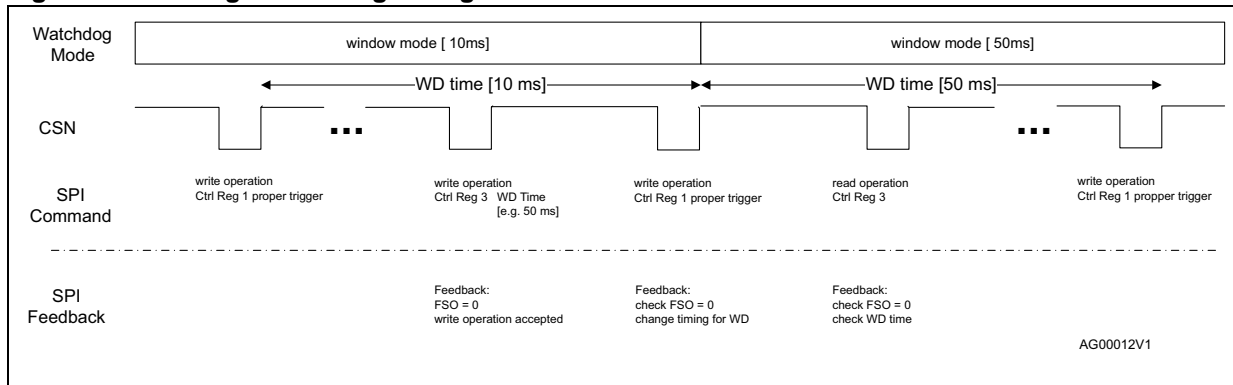 Watchdog
Mode
window mode [ 10ms]
window mode [ 50ms]
WD time [10 ms]
WD time [50 ms]
CSN
...
...
SPI
Command
write operation
Ctrl Reg 1 proper trigger
write operation
Ctrl Reg 3 WD Time
[e.g. 50 ms]
write operation
Ctrl Reg 1 proper trigger
read operation
Ctrl Reg 3
write operation
Ctrl Reg 1 propper trigger
SPI
Feedback
Feedback:
FSO = 0
write operation accepted
Feedback:
check FSO = 0
change timing for WD
Feedback:
check FSO = 0
check WD time
AG00012V1